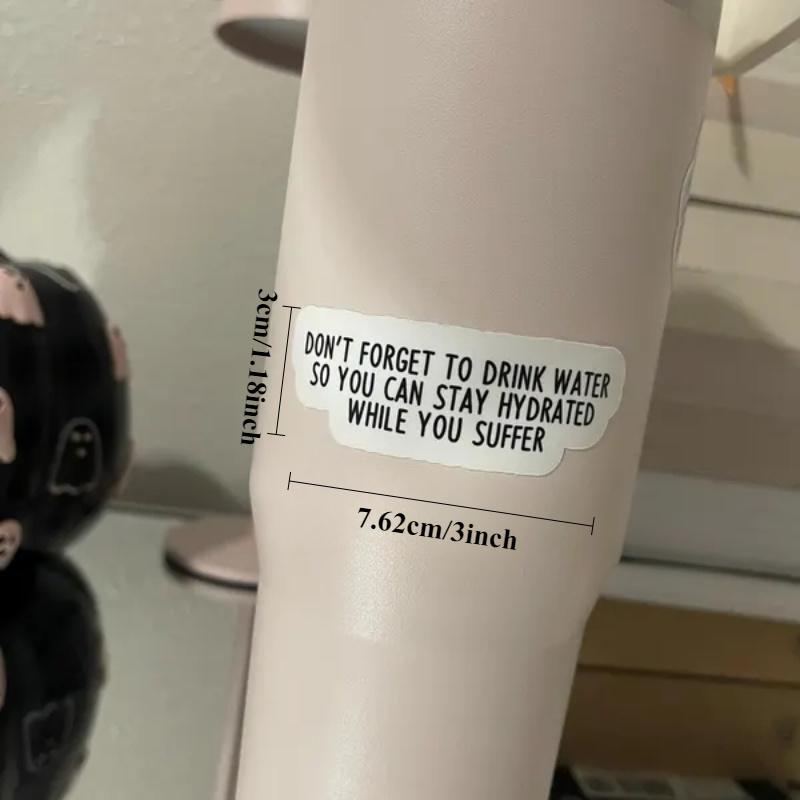 DON'T FORGET TO DRINK WATER
SO YOU CAN STAY HYDRATED
WHILE YOU SUFFER
3cm/1.18inch
7.62cm/3inch